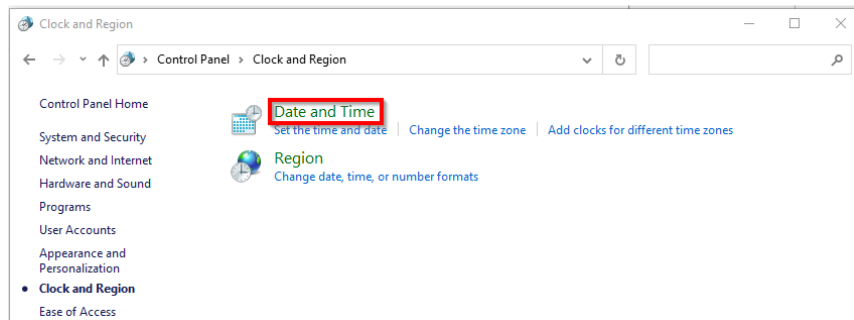 Clock and Region
Control Panel › Clock and Region
Control Panel Home
System and Security
Network and Internet
Hardware and Sound
Programs
User Accounts
Appearance and
Personalization
Clock and Region
Ease of Access
Date and Time
Set the time and date | Change the time zone | Add clocks for different time zones
Region
Change date, time, or number formats